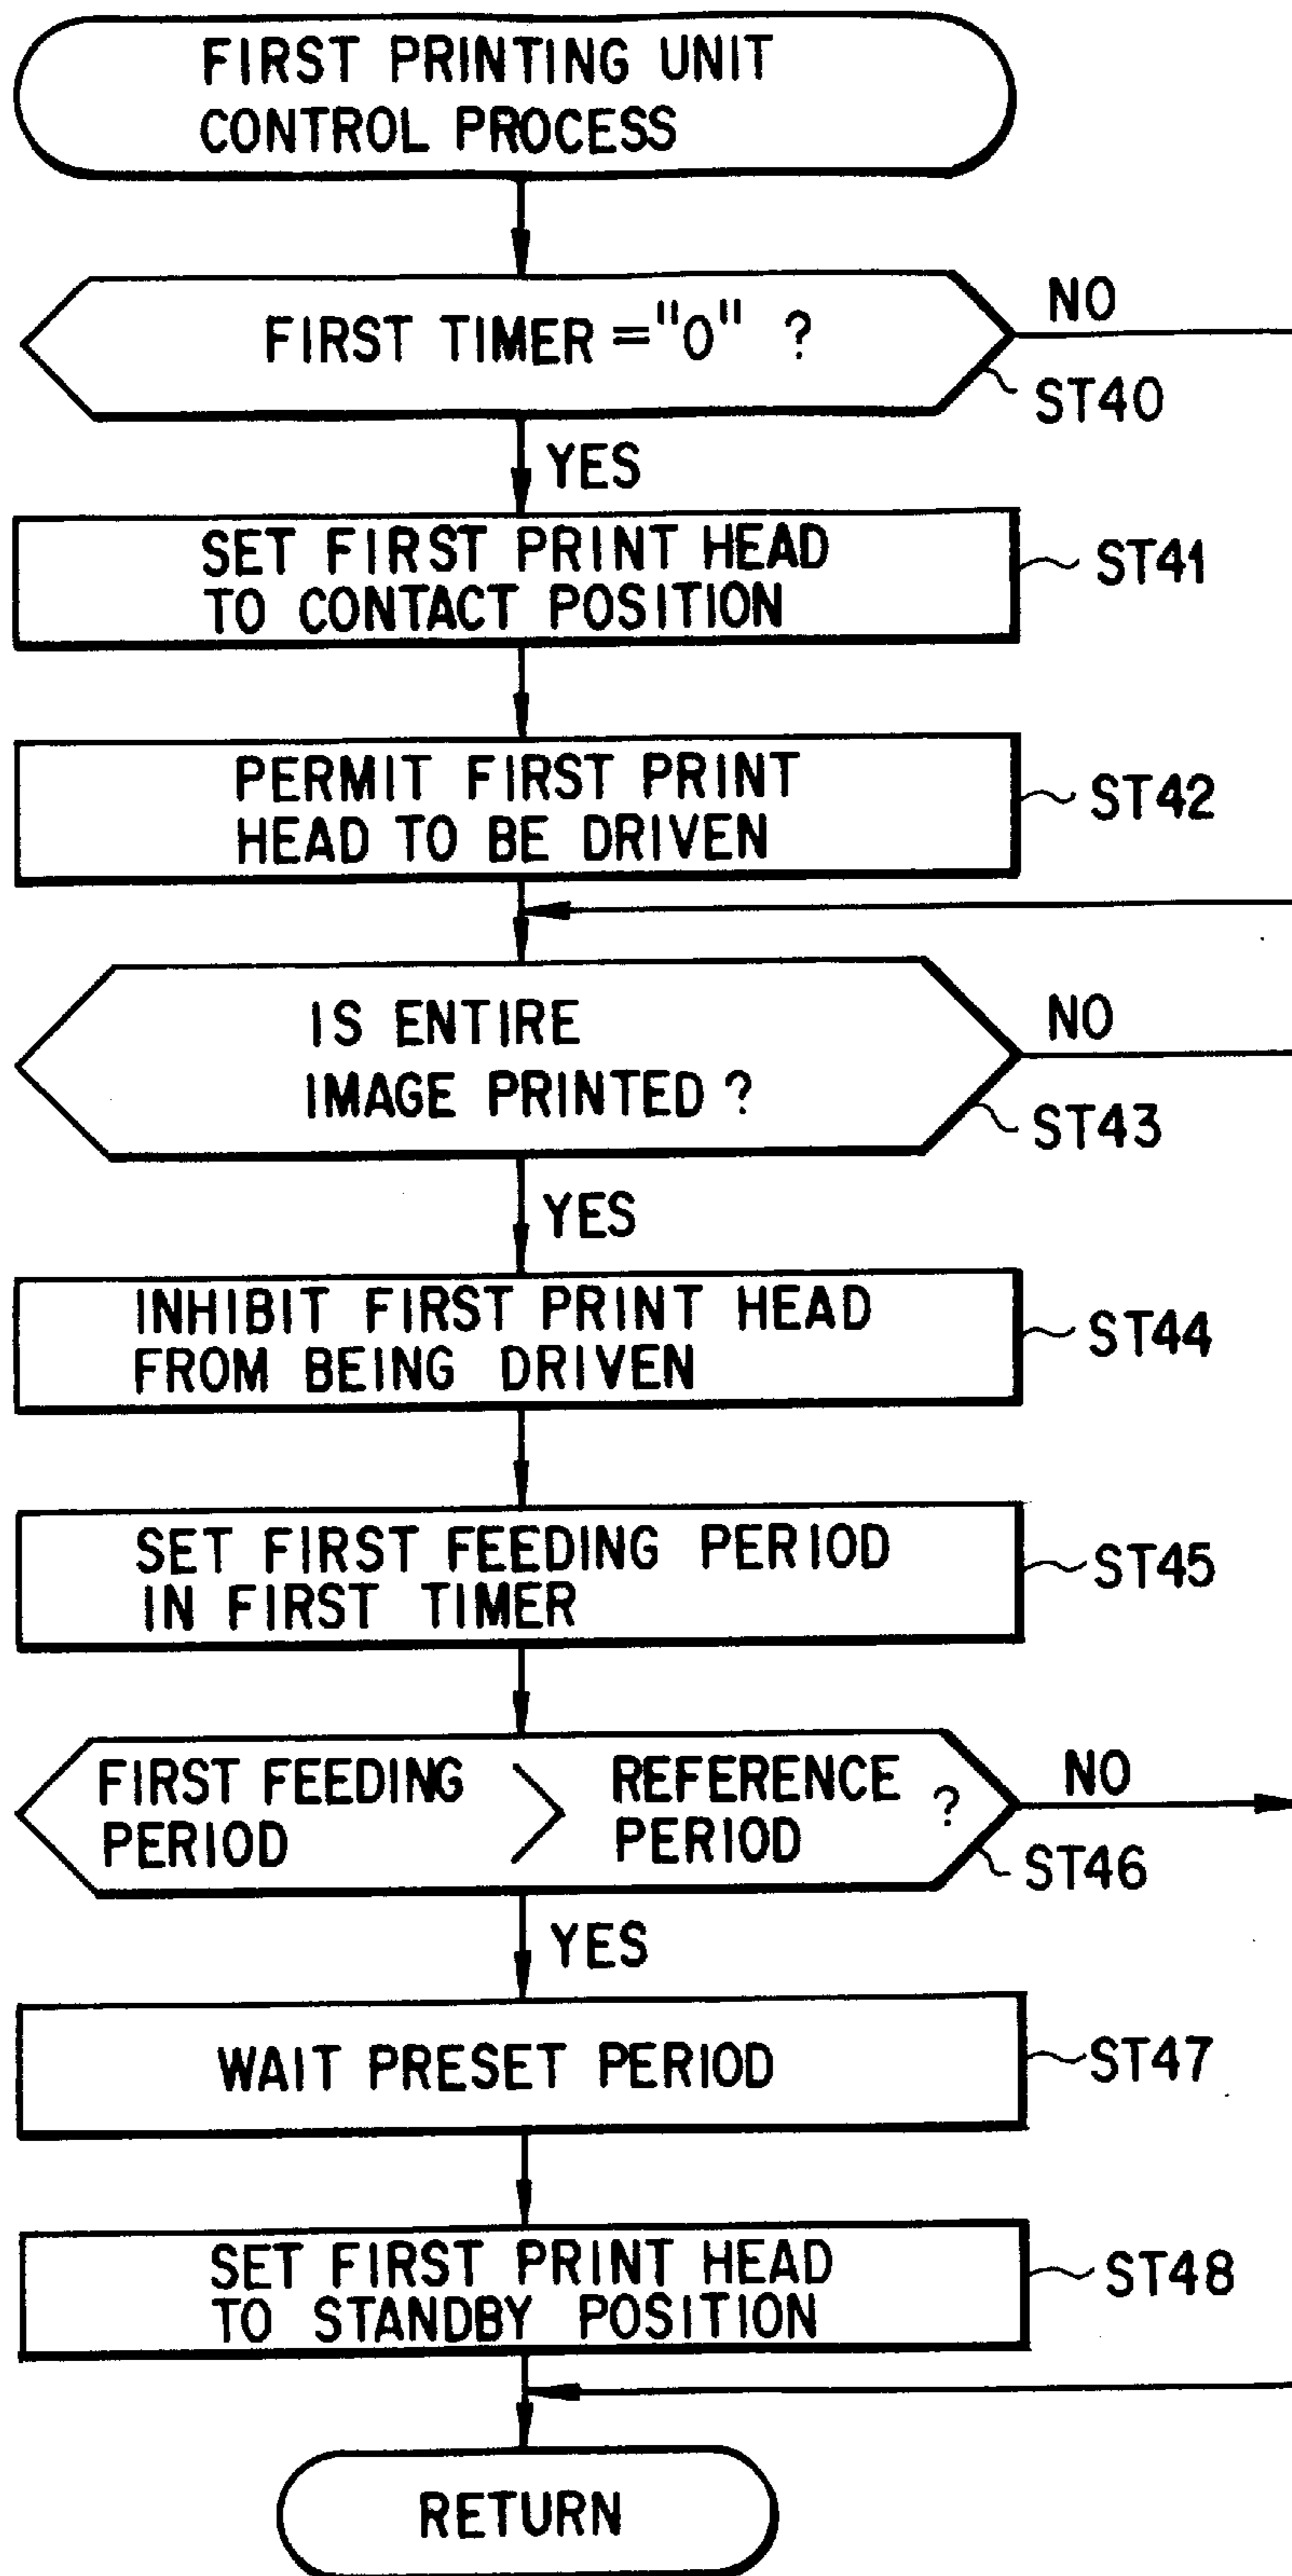 FIRST PRINTING UNIT
CONTROL PROCESS
FIRST TIMER = "0" ?
NO
ST40
YES
SET FIRST PRINT HEAD
TO CONTACT POSITION
ST41
PERMIT FIRST PRINT
HEAD TO BE DRIVEN
ST42
IS ENTIRE
IMAGE PRINTED ?
NO
ST43
YES
INHIBIT FIRST PRINT HEAD
FROM BEING DRIVEN
ST44
SET FIRST FEEDING PERIOD
IN FIRST TIMER
ST45
FIRST FEEDING > REFERENCE
PERIOD PERIOD ?
NO
ST46
YES
WAIT PRESET PERIOD
ST47
SET FIRST PRINT HEAD
TO STANDBY POSITION
ST48
RETURN